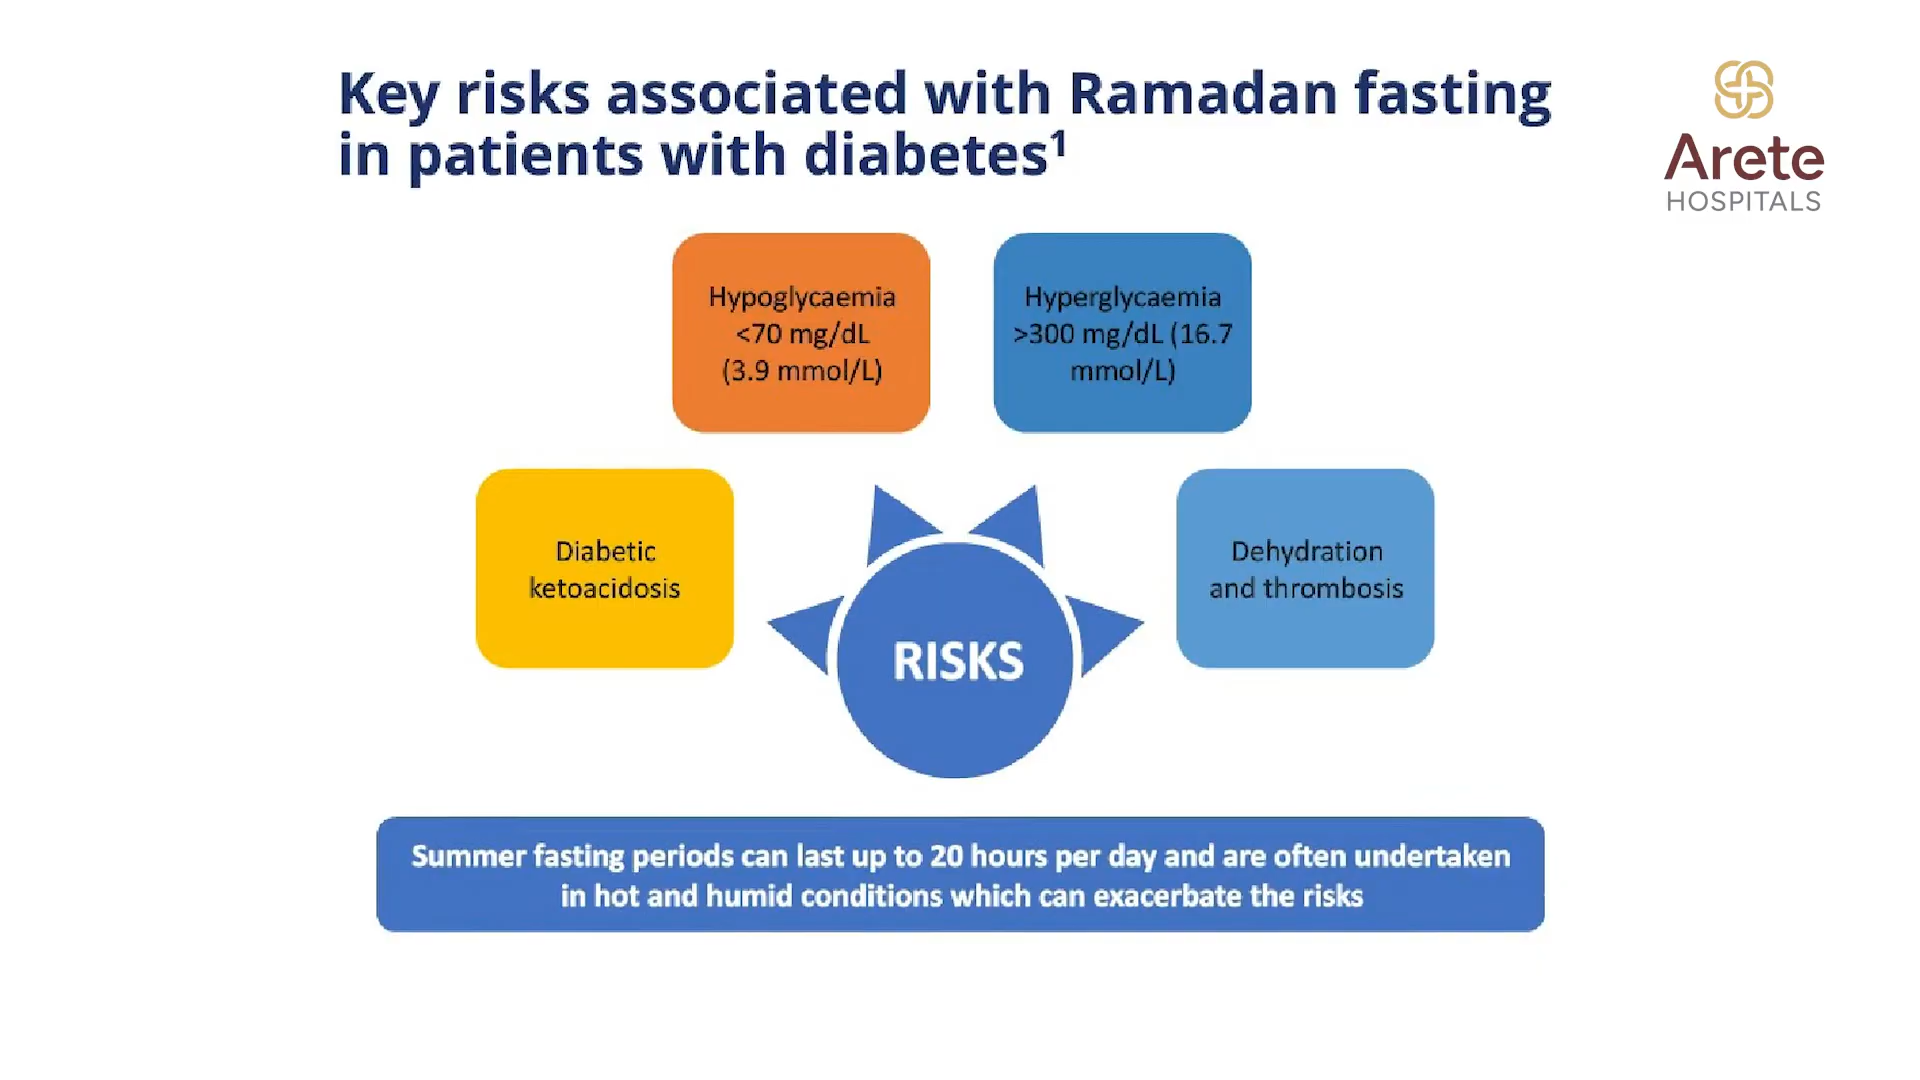 Key risks associated with Ramadan fasting
in patients with diabetes¹
Arete
HOSPITALS
Hypoglycaemia
<70 mg/dL
(3.9 mmol/L)
Hyperglycaemia
>300 mg/dL (16.7
mmol/L)
Diabetic
ketoacidosis
Dehydration
and thrombosis
RISKS
Summer fasting periods can last up to 20 hours per day and are often undertaken
in hot and humid conditions which can exacerbate the risks